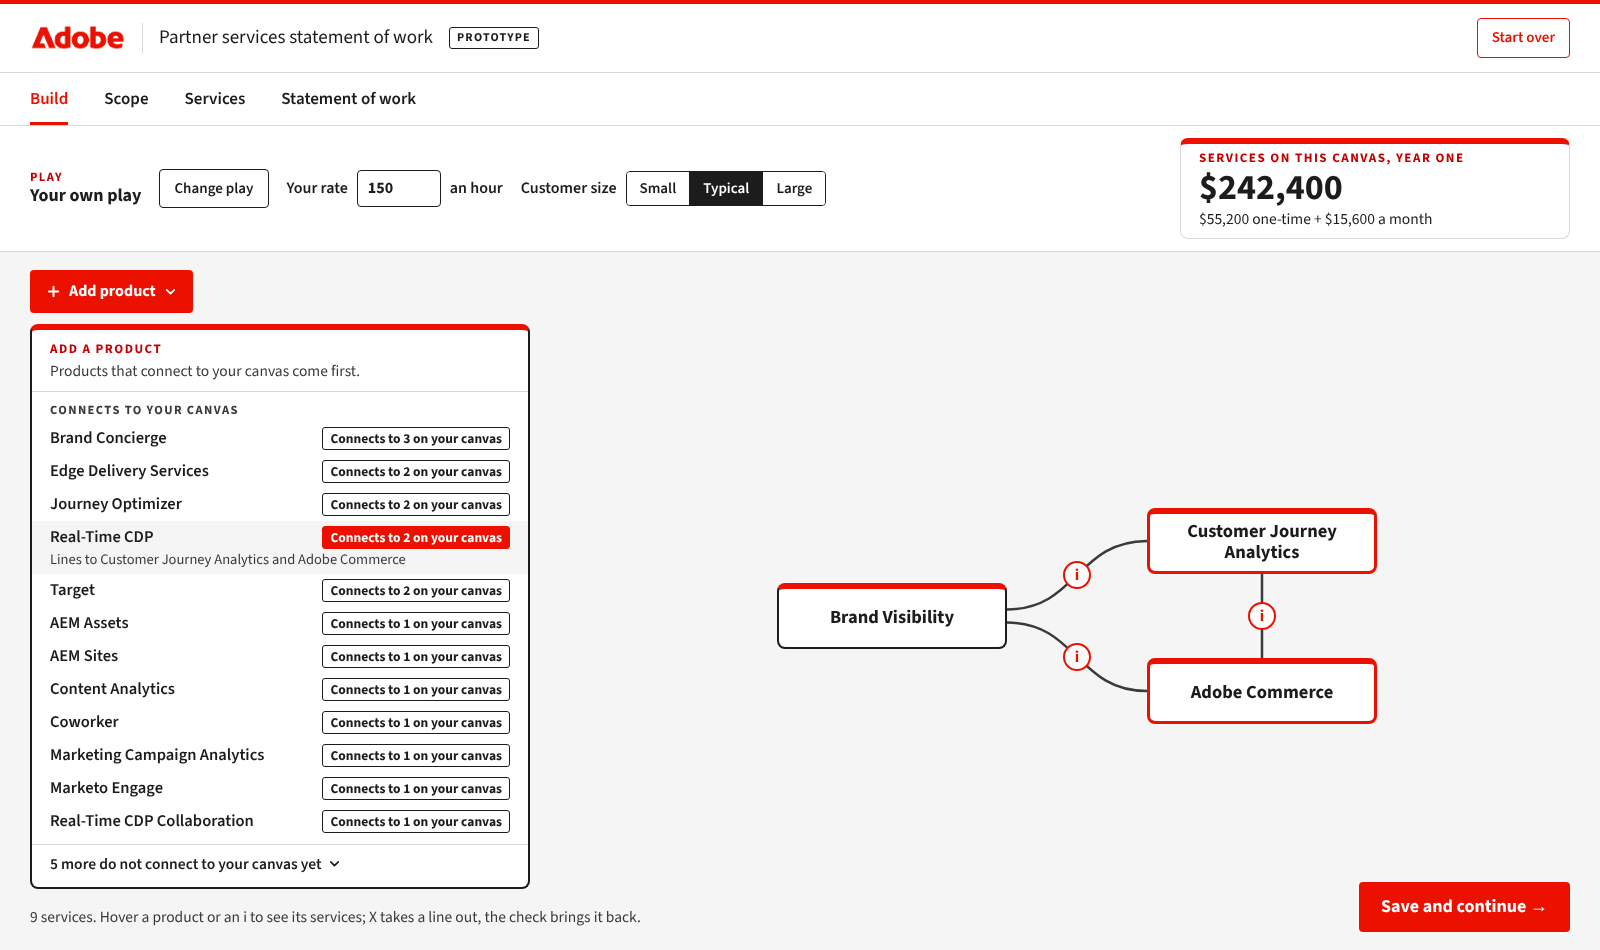 Adobe
Partner services statement of work
PROTOTYPE
Start over
Build
Scope
Services
Statement of work
PLAY
Your own play
Change play
Your rate
150
an hour
Customer size
Small
Typical
Large
SERVICES ON THIS CANVAS, YEAR ONE
$242,400
$55,200 one-time + $15,600 a month
+ Add product
ADD A PRODUCT
Products that connect to your canvas come first.
CONNECTS TO YOUR CANVAS
Brand Concierge
Connects to 3 on your canvas
Edge Delivery Services
Connects to 2 on your canvas
Journey Optimizer
Connects to 2 on your canvas
Real-Time CDP
Connects to 2 on your canvas
Lines to Customer Journey Analytics and Adobe Commerce
Target
Connects to 2 on your canvas
AEM Assets
Connects to 1 on your canvas
AEM Sites
Connects to 1 on your canvas
Content Analytics
Connects to 1 on your canvas
Coworker
Connects to 1 on your canvas
Marketing Campaign Analytics
Connects to 1 on your canvas
Marketo Engage
Connects to 1 on your canvas
Real-Time CDP Collaboration
Connects to 1 on your canvas
5 more do not connect to your canvas yet
Customer Journey
Analytics
i
Brand Visibility
i
i
Adobe Commerce
9 services. Hover a product or an i to see its services; X takes a line out, the check brings it back.
Save and continue →